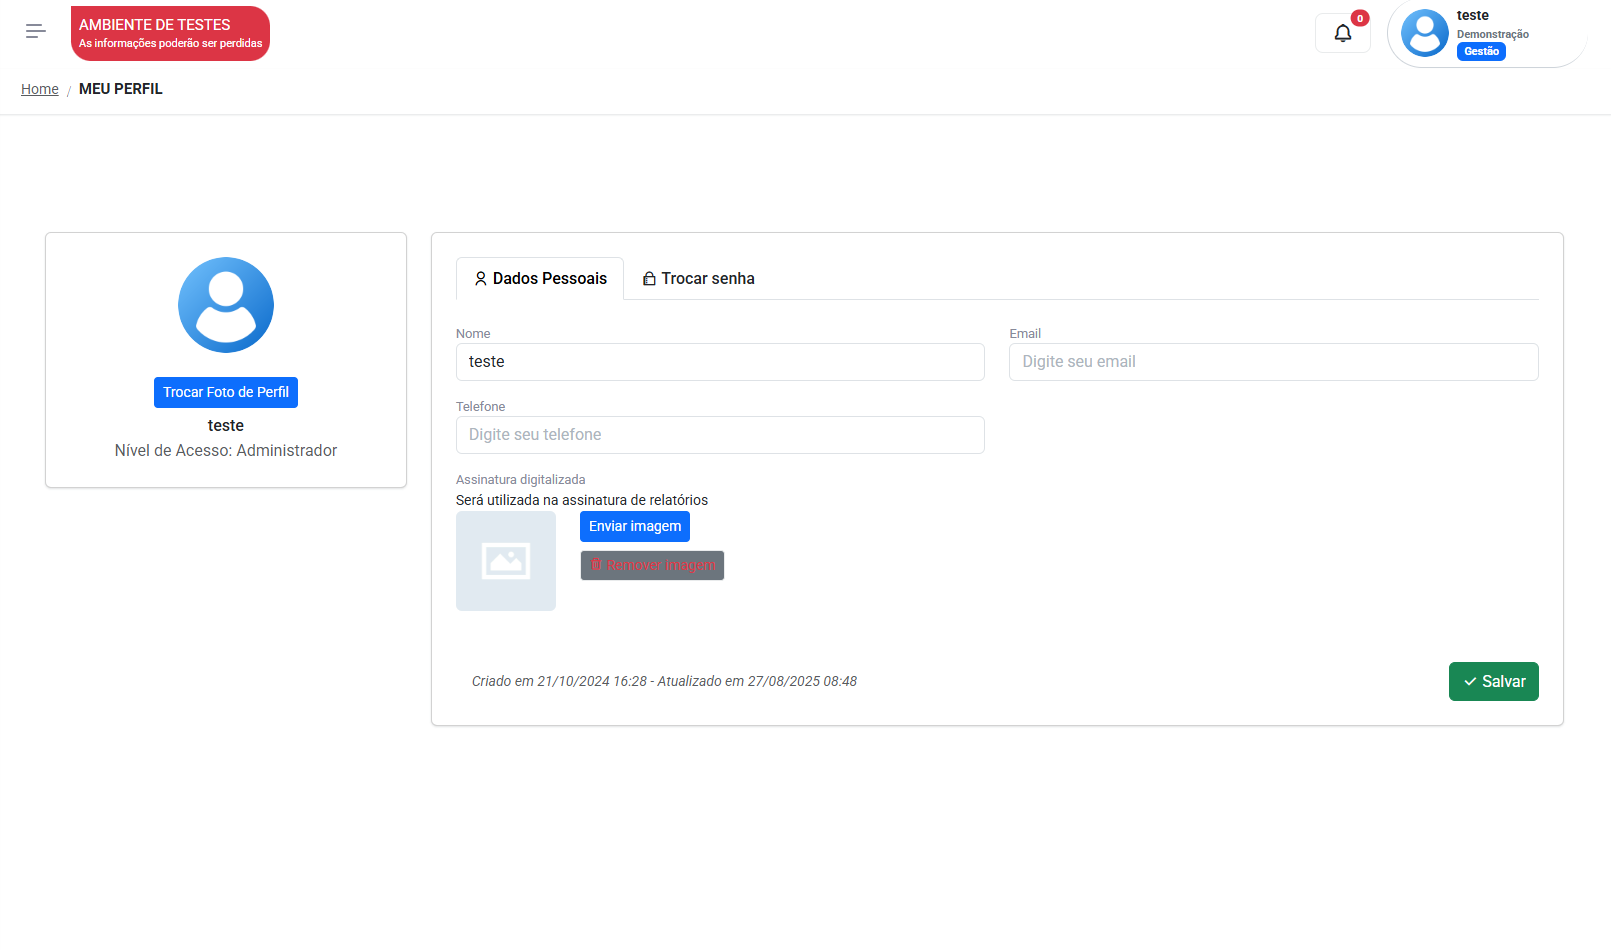 AMBIENTE DE TESTES
As informações poderão ser perdidas
0
teste
Demonstração
Gestão
Home / MEU PERFIL
Trocar Foto de Perfil
teste
Nível de Acesso: Administrador
Dados Pessoais
Trocar senha
Nome
teste
Email
Digite seu email
Telefone
Digite seu telefone
Assinatura digitalizada
Será utilizada na assinatura de relatórios
Enviar imagem
Remover Imagem
Criado em 21/10/2024 16:28 - Atualizado em 27/08/2025 08:48
Salvar